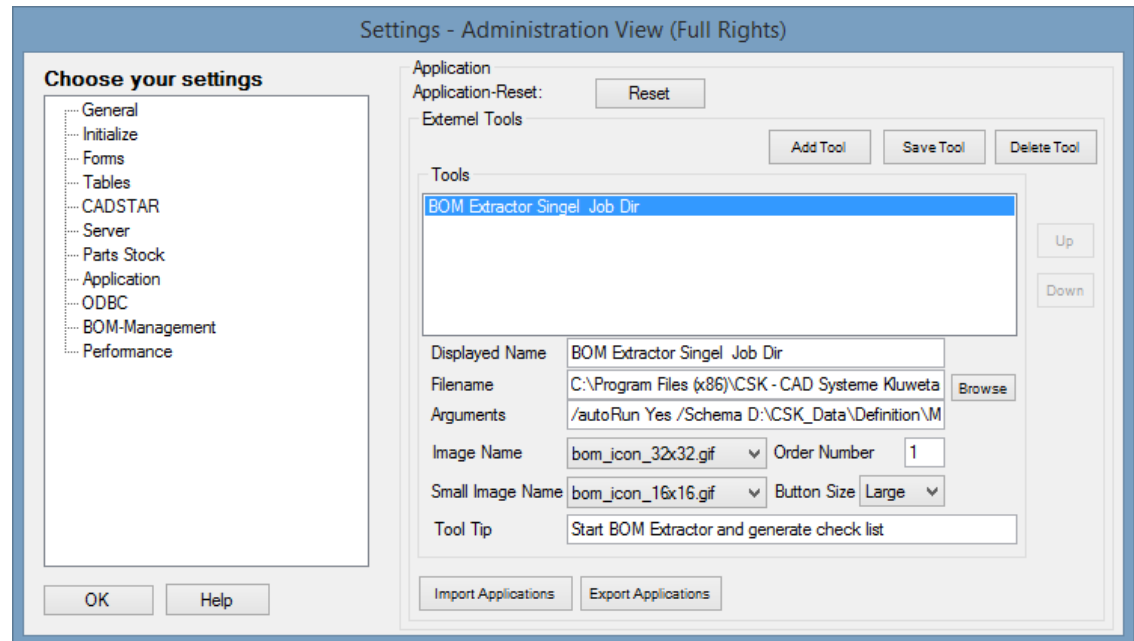 Settings - Administration View (Full Rights)
Choose your settings
General
Initialize
Forms
Tables
CADSTAR
Server
Parts Stock
Application
ODBC
BOM-Management
Performance
OK
Help
Application
Application-Reset:
Reset
Externel Tools
Add Tool
Save Tool
Delete Tool
Tools
BOM Extractor Singel  Job Dir
Up
Down
Displayed Name
BOM Extractor Singel  Job Dir
Filename
C:\Program Files (x86)\CSK - CAD Systeme Kluweta
Browse
Arguments
/autoRun Yes /Schema D:\CSK_Data\Definition\M
Image Name
bom_icon_32x32.gif
Order Number
1
Small Image Name
bom_icon_16x16.gif
Button Size
Large
Tool Tip
Start BOM Extractor and generate check list
Import Applications
Export Applications